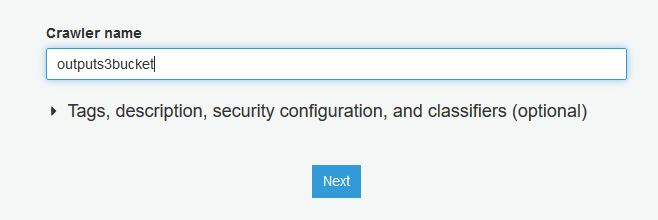 Crawler name
outputs3bucket
Tags, description, security configuration, and classifiers (optional)
Next